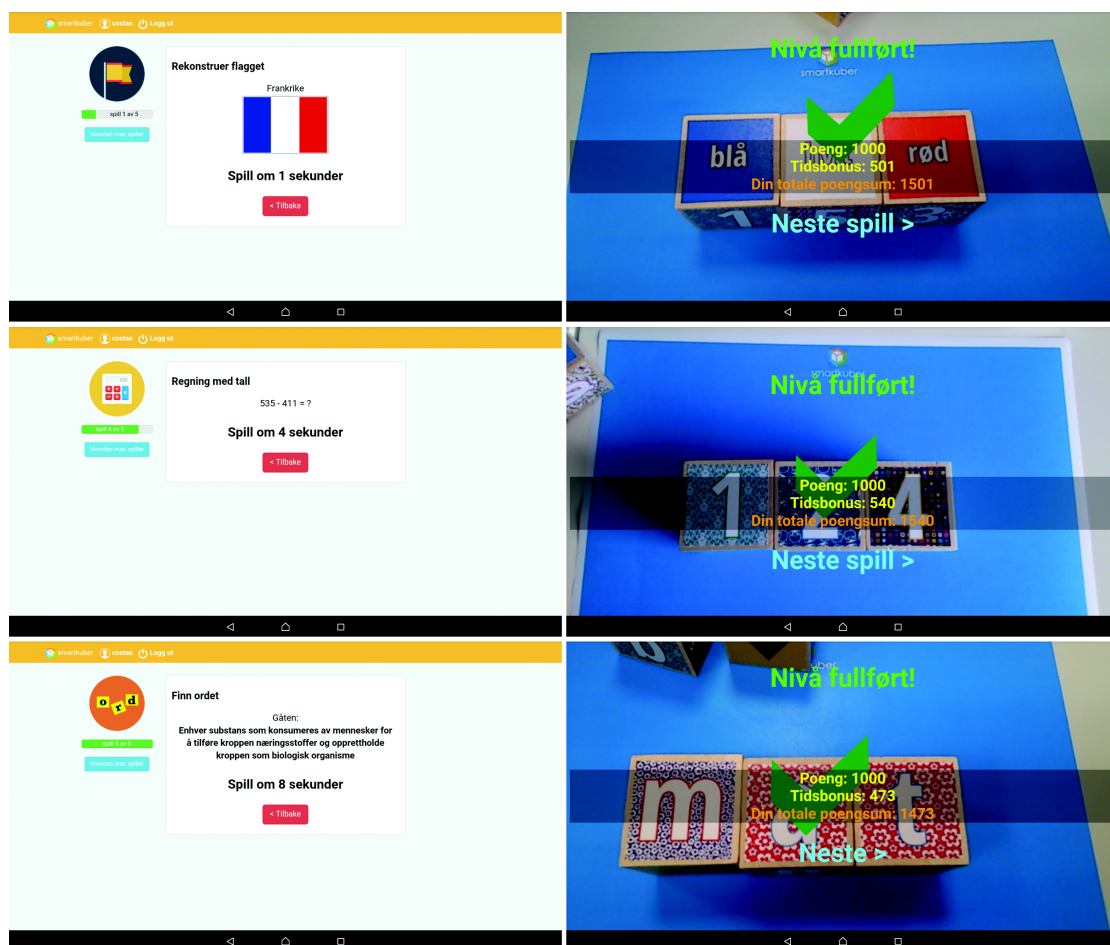 smartkuber costas Logg ut
Rekonstruer flagget
Frankrike
spill 1 av 5
Hvordan man spiller
Spill om 1 sekunder
< Tilbake
Nivå fullført!
smartkuber
blå rød
Poeng: 1000
Tidsbonus: 501
Din totale poengsum: 1501
1 5 3
Neste spill >
smartkuber costas Logg ut
Regning med tall
535 - 411 = ?
spill 4 av 5
Hvordan man spiller
Spill om 4 sekunder
< Tilbake
smartkuber
Nivå fullført!
1 2 4
Poeng: 1000
Tidsbonus: 540
Din totale poengsum: 1540
Neste spill >
smartkuber costas Logg ut
o r d
Finn ordet
Gåten:
Enhver substans som konsumeres av mennesker for
å tilføre kroppen næringsstoffer og opprettholde
kroppen som biologisk organisme
spill 5 av 5
Hvordan man spiller
Spill om 8 sekunder
< Tilbake
Nivå fullført!
m a t
Poeng: 1000
Tidsbonus: 473
Din totale poengsum: 1473
Neste >